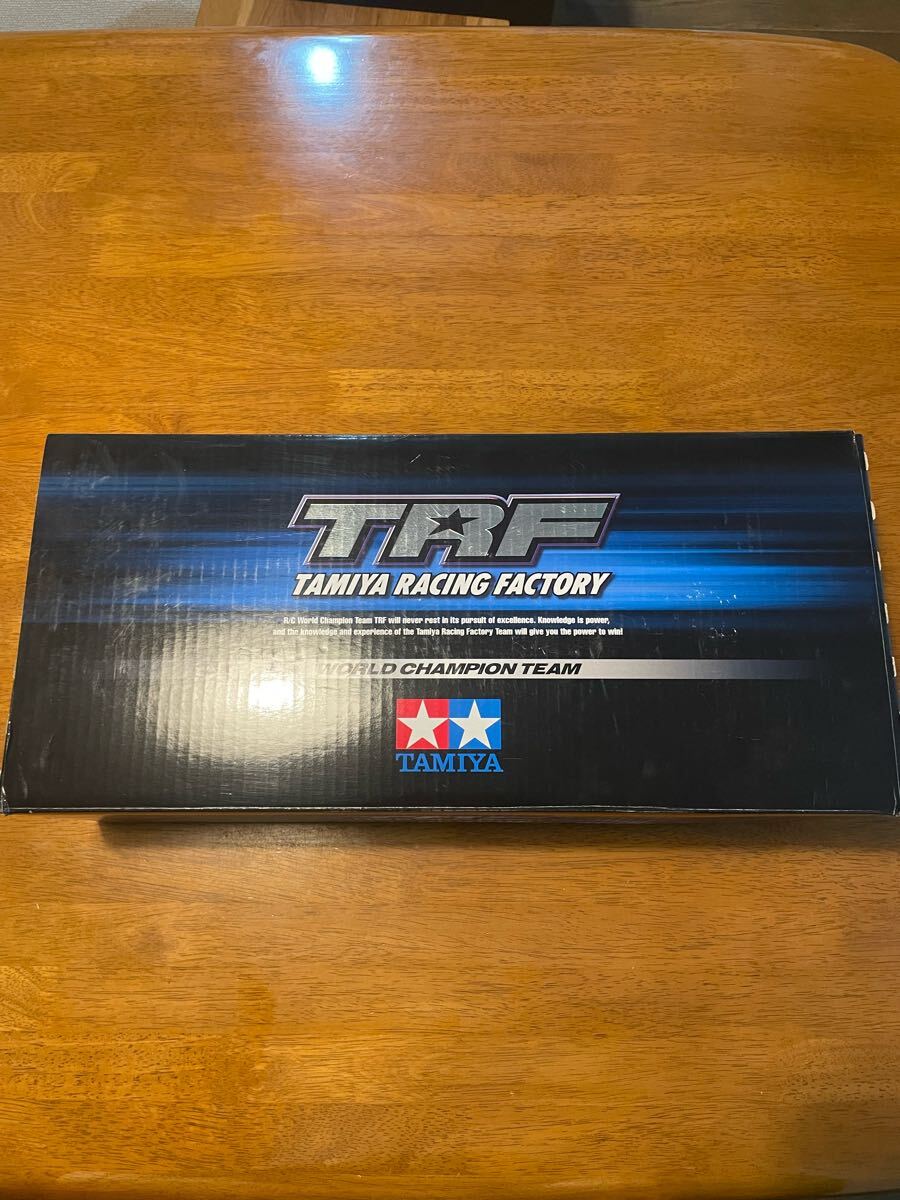 TRF
TAMIYA RACING FACTORY
R/C World Champion Team TRF will never rest in its pursuit of excellence. Knowledge is power,
and the knowledge and experience of the Tamiya Racing Factory Team will give you the power to win!
WORLD CHAMPION TEAM
TAMIYA